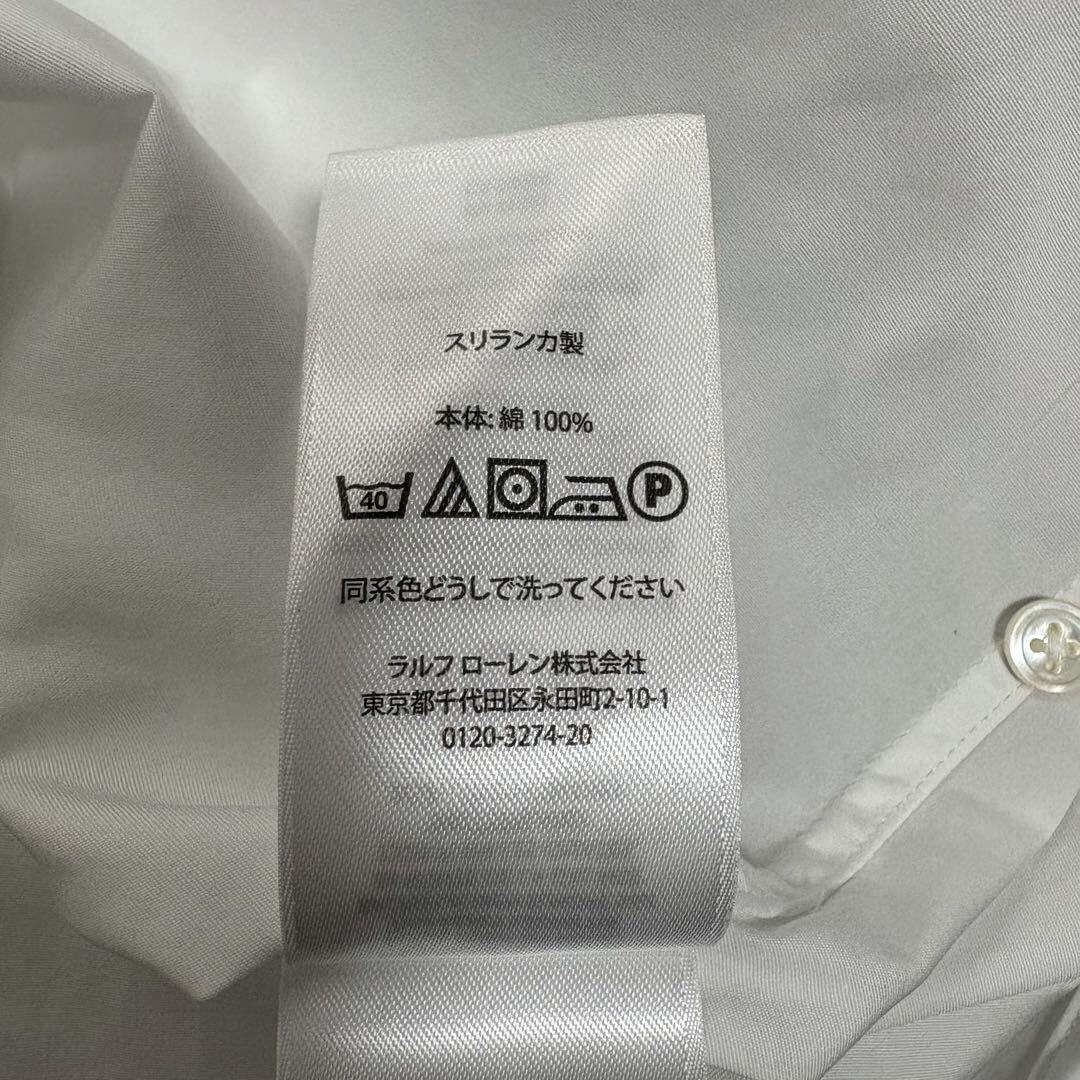 スリランカ製
本体: 綿 100%
40
P
同系色どうしで洗ってください
ラルフ ローレン株式会社
東京都千代田区永田町2-10-1
0120-3274-20